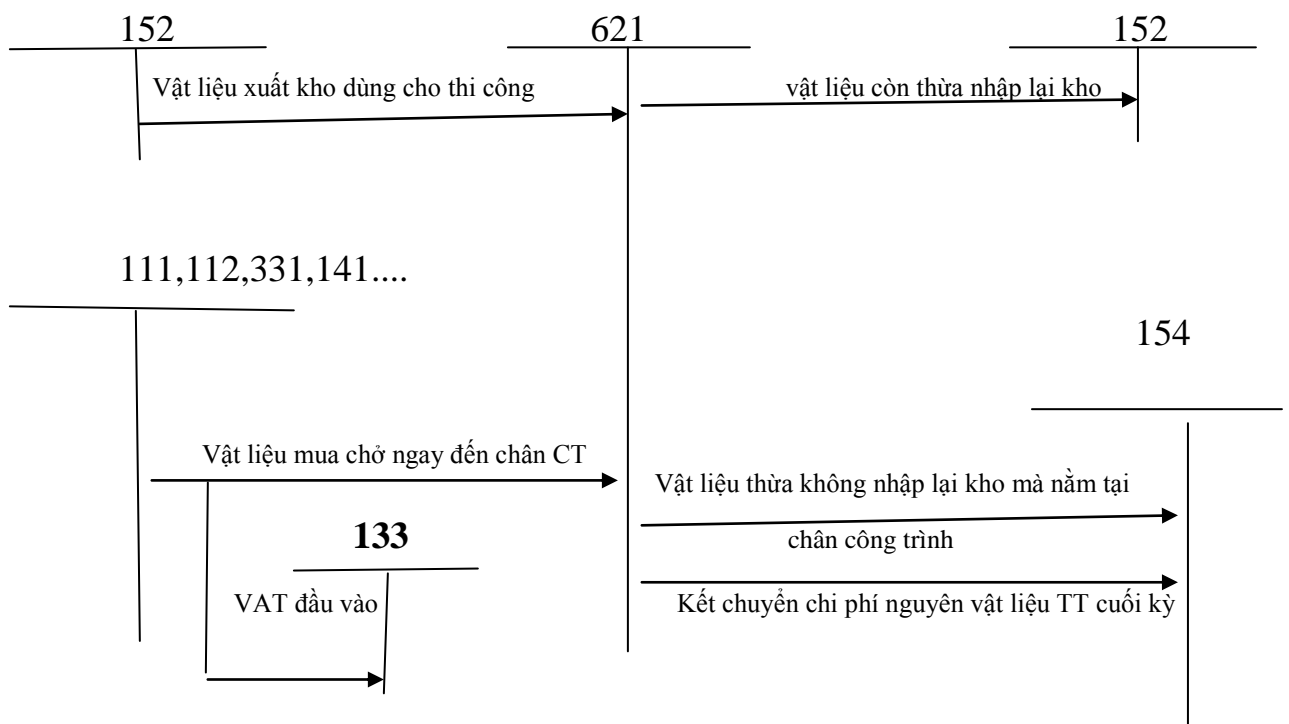 152
621
152
Vật liệu xuất kho dùng cho thi công
vật liệu còn thừa nhập lại kho
111,112,331,141....
154
Vật liệu mua chở ngay đến chân CT
Vật liệu thừa không nhập lại kho mà nằm tại
chân công trình
133
VAT đầu vào
Kết chuyển chi phí nguyên vật liệu TT cuối kỳ